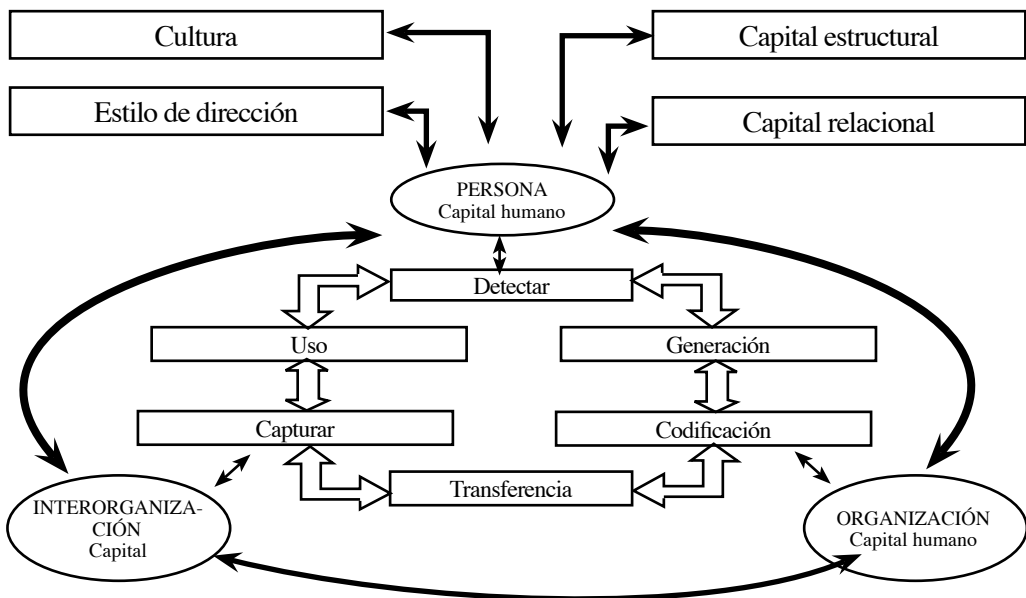 Cultura
Capital estructural
Estilo de dirección
Capital relacional
PERSONA
Capital humano
Detectar
Uso
Generación
Capturar
Codificación
Transferencia
INTERORGANIZA-
CIÓN
Capital
ORGANIZACIÓN
Capital humano